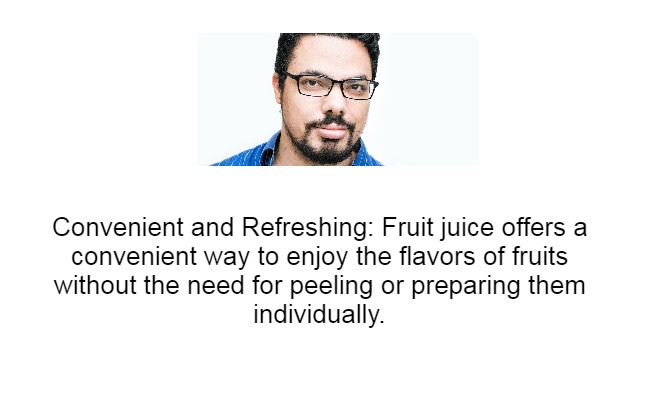 Convenient and Refreshing: Fruit juice offers a
convenient way to enjoy the flavors of fruits
without the need for peeling or preparing them
individually.